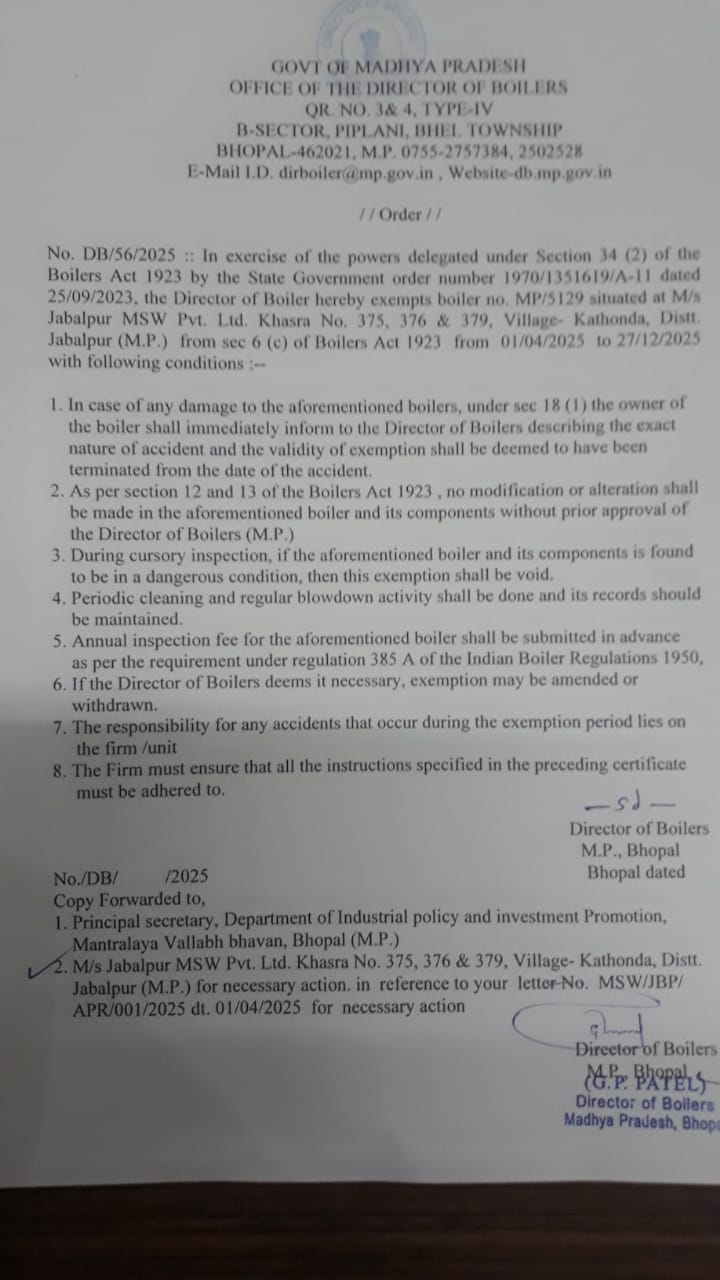 GOVT OF MADHYA PRADESH
OFFICE OF THE DIRECTOR OF BOILERS
QR. NO. 3& 4, TYPE-IV
B-SECTOR, PIPLANI, BHEL TOWNSHIP
BHOPAL-462021, M.P. 0755-2757384, 2502528
E-Mail I.D. dirboiler@mp.gov.in , Website-db.mp.gov.in
// Order //
No. DB/56/2025 :: In exercise of the powers delegated under Section 34 (2) of the
Boilers Act 1923 by the State Government order number 1970/1351619/A-11 dated
25/09/2023, the Director of Boiler hereby exempts boiler no. MP/5129 situated at M/s
Jabalpur MSW Pvt. Ltd. Khasra No. 375, 376 & 379, Village- Kathonda, Distt.
Jabalpur (M.P.) from sec 6 (c) of Boilers Act 1923 from 01/04/2025 to 27/12/2025
with following conditions :--
1. In case of any damage to the aforementioned boilers, under sec 18 (1) the owner of
the boiler shall immediately inform to the Director of Boilers describing the exact
nature of accident and the validity of exemption shall be deemed to have been
terminated from the date of the accident.
2. As per section 12 and 13 of the Boilers Act 1923 , no modification or alteration shall
be made in the aforementioned boiler and its components without prior approval of
the Director of Boilers (M.P.)
3. During cursory inspection, if the aforementioned boiler and its components is found
to be in a dangerous condition, then this exemption shall be void.
4. Periodic cleaning and regular blowdown activity shall be done and its records should
be maintained.
5. Annual inspection fee for the aforementioned boiler shall be submitted in advance
as per the requirement under regulation 385 A of the Indian Boiler Regulations 1950,
6. If the Director of Boilers deems it necessary, exemption may be amended or
withdrawn.
7. The responsibility for any accidents that occur during the exemption period lies on
the firm /unit
8. The Firm must ensure that all the instructions specified in the preceding certificate
must be adhered to.
—sd—
Director of Boilers
M.P., Bhopal
Bhopal dated
No./DB/ /2025
Copy Forwarded to,
1. Principal secretary, Department of Industrial policy and investment Promotion,
Mantralaya Vallabh bhavan, Bhopal (M.P.)
2. M/s Jabalpur MSW Pvt. Ltd. Khasra No. 375, 376 & 379, Village- Kathonda, Distt.
Jabalpur (M.P.) for necessary action. in reference to your letter No. MSW/JBP/
APR/001/2025 dt. 01/04/2025 for necessary action
Director of Boilers
M.P., Bhopal
(G.P. PATEL)
Director of Boilers
Madhya Pradesh, Bhopa